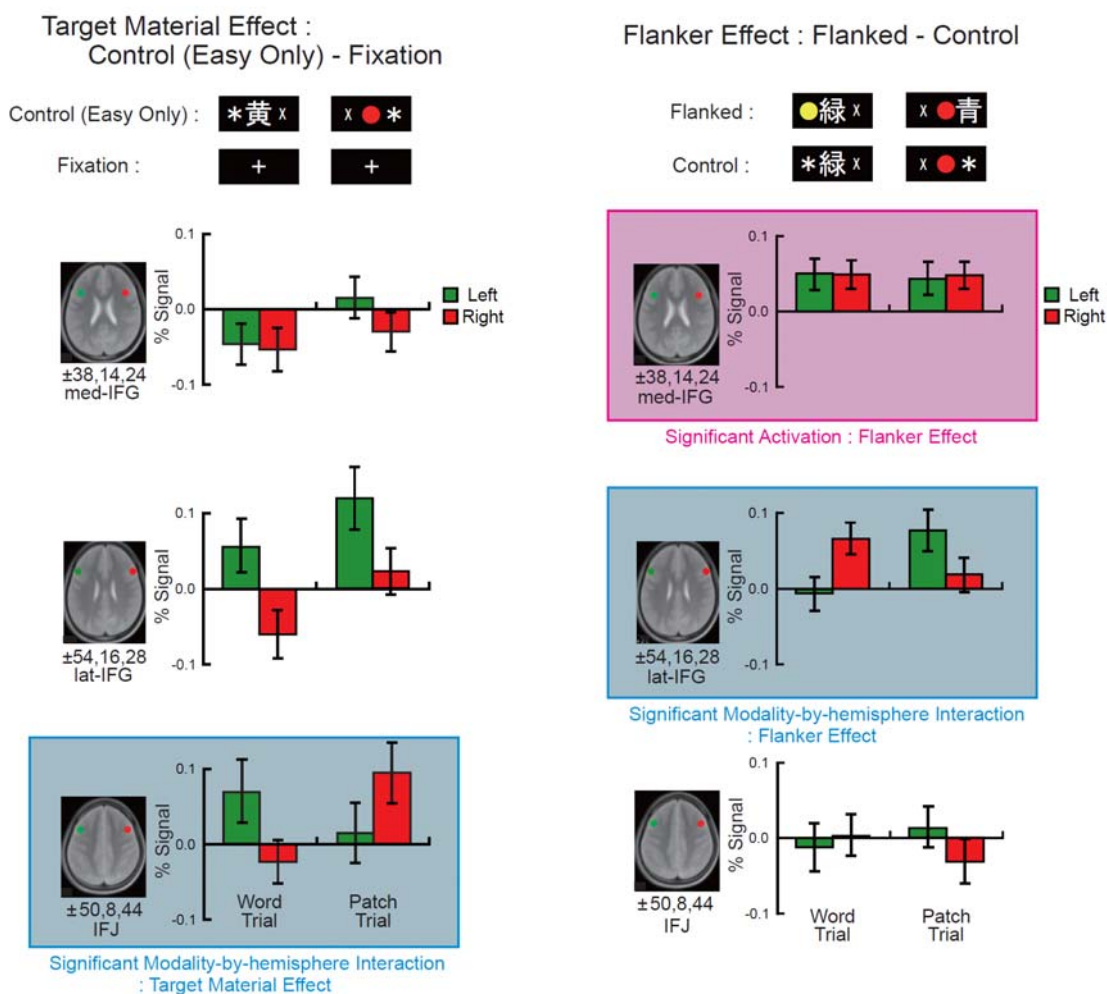 Target Material Effect :
Control (Easy Only) - Fixation
Control (Easy Only) :
*黄 x
x *
Fixation :
+
+
0.1
0.0
-0.1
% Signal
Left
Right
±38,14,24
med-IFG
0.1
0.0
-0.1
% Signal
±54,16,28
lat-IFG
0.1
0.0
-0.1
% Signal
±50,8,44
IFJ
Word
Trial
Patch
Trial
Significant Modality-by-hemisphere Interaction
: Target Material Effect
Flanker Effect : Flanked - Control
Flanked :
緑 x
x 青
Control :
*緑 x
x *
0.1
0.0
-0.1
% Signal
Left
Right
±38,14,24
med-IFG
Significant Activation : Flanker Effect
0.1
0.0
-0.1
% Signal
±54,16,28
lat-IFG
Significant Modality-by-hemisphere Interaction
: Flanker Effect
0.1
0.0
-0.1
% Signal
±50,8,44
IFJ
Word
Trial
Patch
Trial